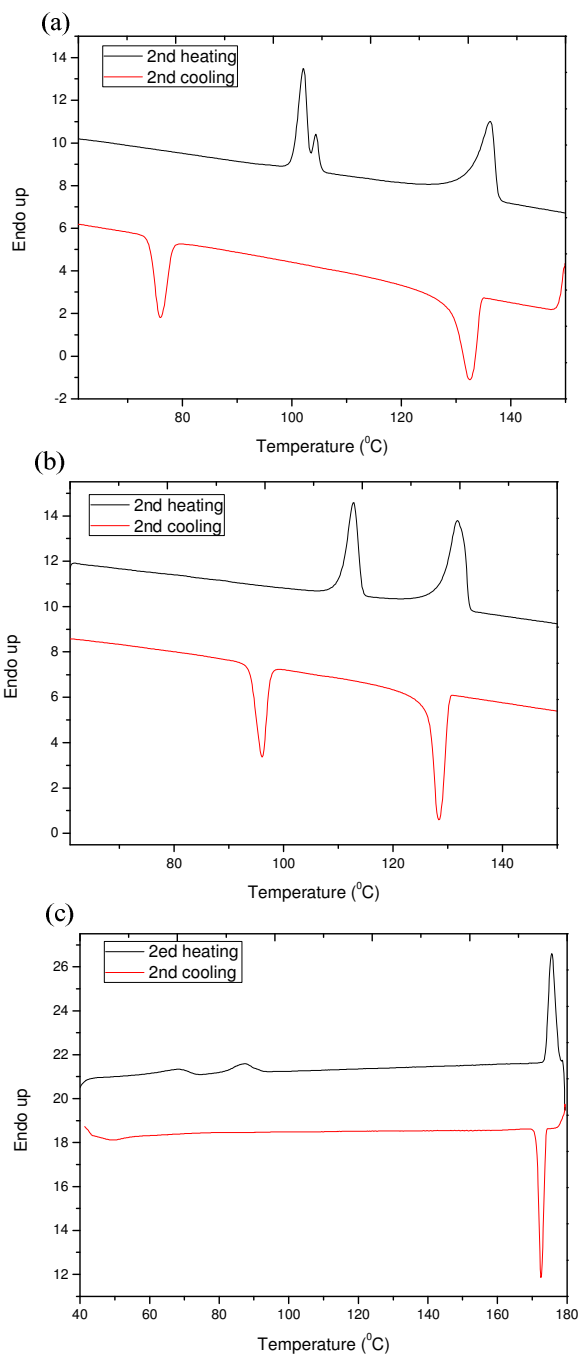 (a)
2nd heating
2nd cooling
14
12
10
8
6
4
2
0
-2
Endo up
80
100
120
140
Temperature (⁰C)
(b)
2nd heating
2nd cooling
14
12
10
8
6
4
2
0
Endo up
80
100
120
140
Temperature (⁰C)
(c)
2ed heating
2nd cooling
26
24
22
20
18
16
14
12
Endo up
40
60
80
100
120
140
160
180
Temperature (⁰C)